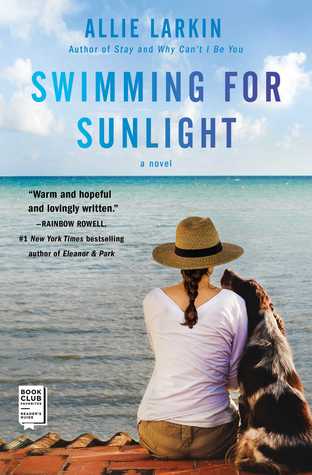 ALLIE LARKIN
Author of Stay and Why Can't I Be You
SWIMMING FOR
SUNLIGHT
a novel
"Warm and hopeful
and lovingly written."
—RAINBOW ROWELL,
#1 New York Times bestselling
author of Eleanor & Park
BOOK
CLUB
FAVORITES
READER'S
GUIDE